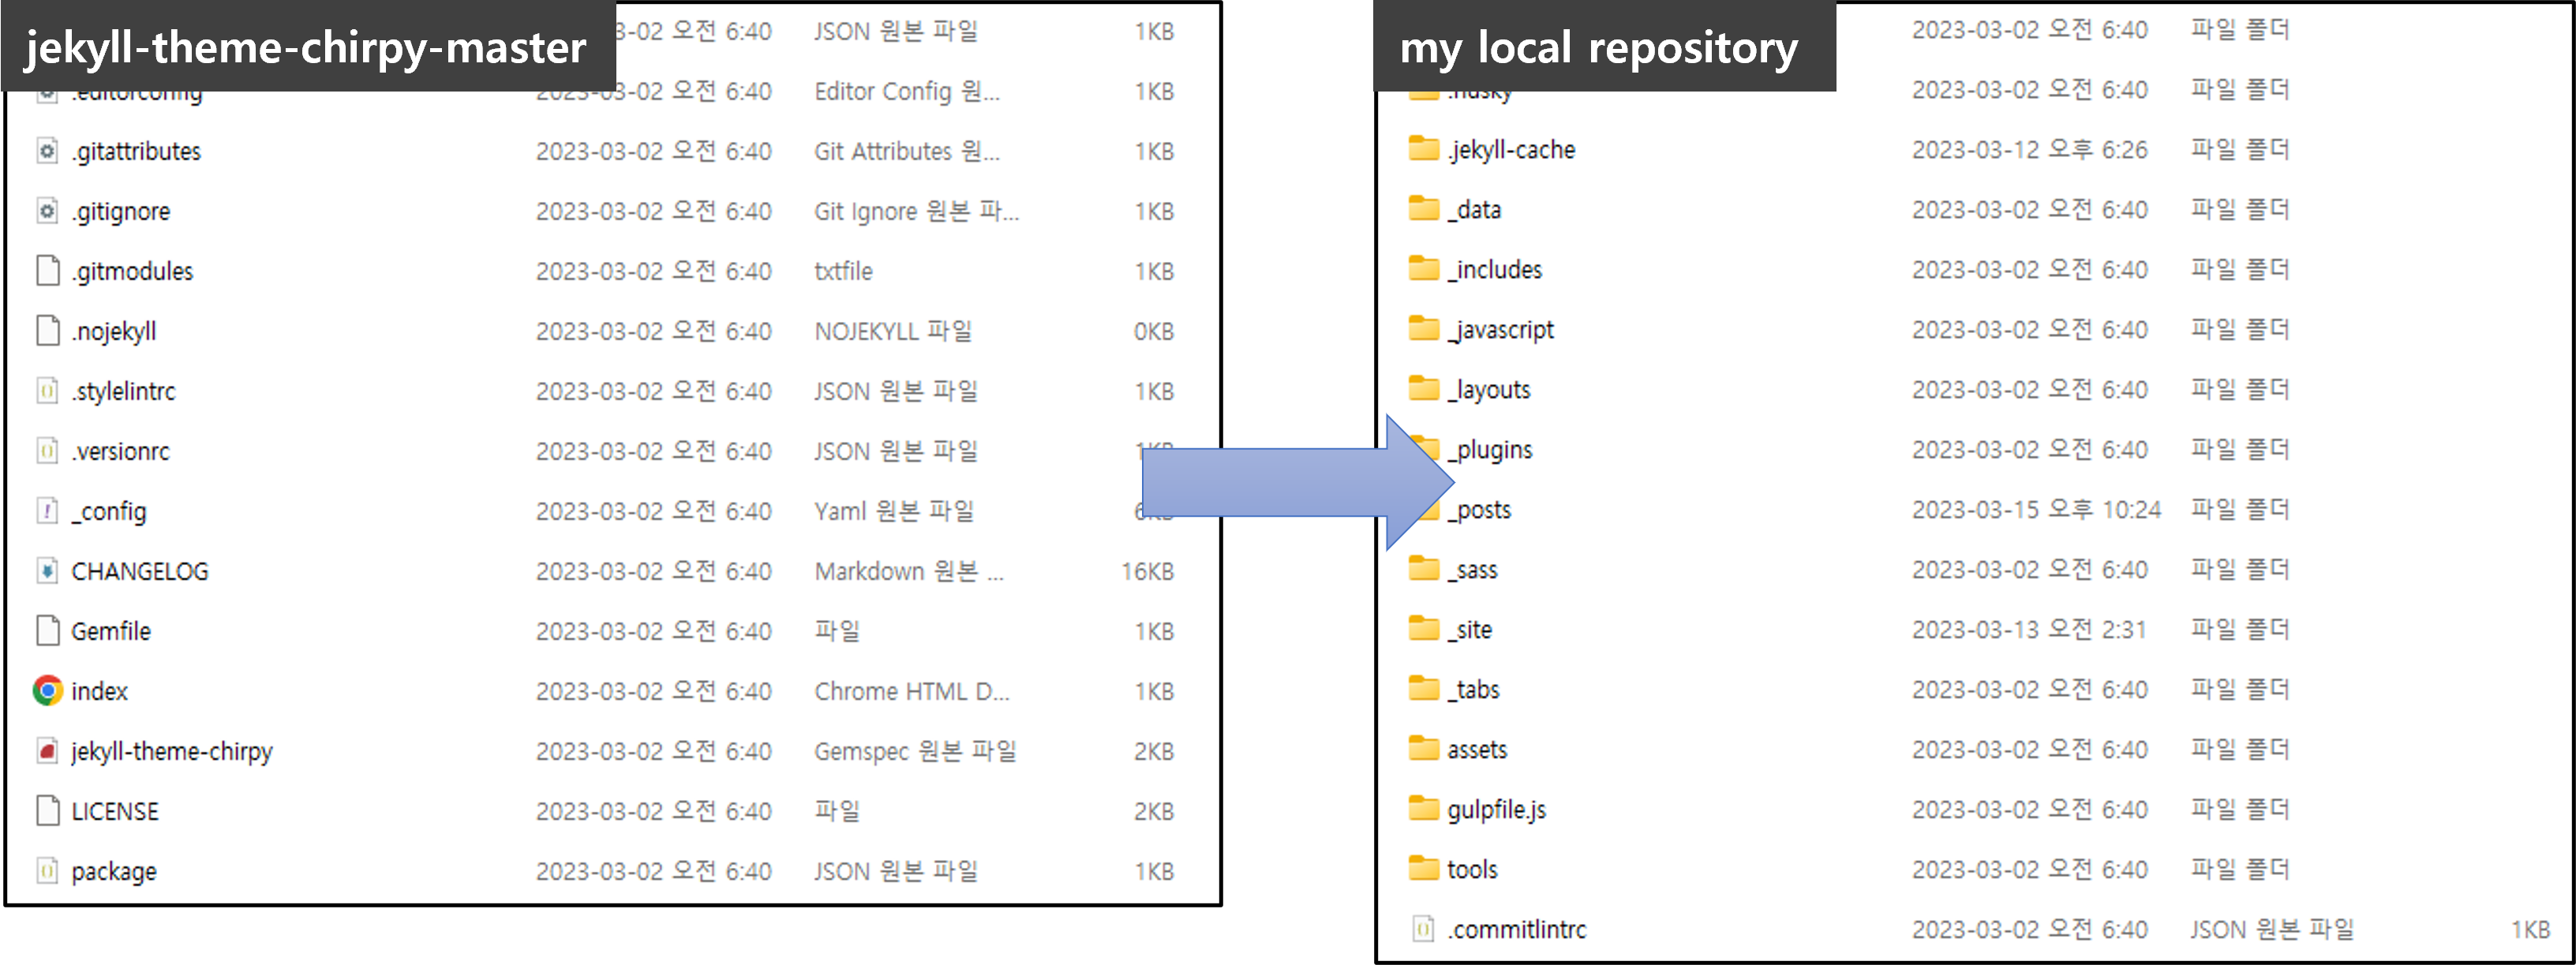 jekyll-theme-chirpy-master
3-02 오전 6:40 JSON 원본 파일 1KB
.editorconfig 2023-03-02 오전 6:40 Editor Config 원... 1KB
.gitattributes 2023-03-02 오전 6:40 Git Attributes 원... 1KB
.gitignore 2023-03-02 오전 6:40 Git Ignore 원본 파... 1KB
.gitmodules 2023-03-02 오전 6:40 txtfile 1KB
.nojekyll 2023-03-02 오전 6:40 NOJEKYLL 파일 0KB
.stylelintrc 2023-03-02 오전 6:40 JSON 원본 파일 1KB
.versionrc 2023-03-02 오전 6:40 JSON 원본 파일 1KB
_config 2023-03-02 오전 6:40 Yaml 원본 파일 6KB
CHANGELOG 2023-03-02 오전 6:40 Markdown 원본 ... 16KB
Gemfile 2023-03-02 오전 6:40 파일 1KB
index 2023-03-02 오전 6:40 Chrome HTML D... 1KB
jekyll-theme-chirpy 2023-03-02 오전 6:40 Gemspec 원본 파일 2KB
LICENSE 2023-03-02 오전 6:40 파일 2KB
package 2023-03-02 오전 6:40 JSON 원본 파일 1KB
my local repository
2023-03-02 오전 6:40 파일 폴더
.husky 2023-03-02 오전 6:40 파일 폴더
.jekyll-cache 2023-03-12 오후 6:26 파일 폴더
_data 2023-03-02 오전 6:40 파일 폴더
_includes 2023-03-02 오전 6:40 파일 폴더
_javascript 2023-03-02 오전 6:40 파일 폴더
_layouts 2023-03-02 오전 6:40 파일 폴더
_plugins 2023-03-02 오전 6:40 파일 폴더
_posts 2023-03-15 오후 10:24 파일 폴더
_sass 2023-03-02 오전 6:40 파일 폴더
_site 2023-03-13 오전 2:31 파일 폴더
_tabs 2023-03-02 오전 6:40 파일 폴더
assets 2023-03-02 오전 6:40 파일 폴더
gulpfile.js 2023-03-02 오전 6:40 파일 폴더
tools 2023-03-02 오전 6:40 파일 폴더
.commitlintrc 2023-03-02 오전 6:40 JSON 원본 파일 1KB